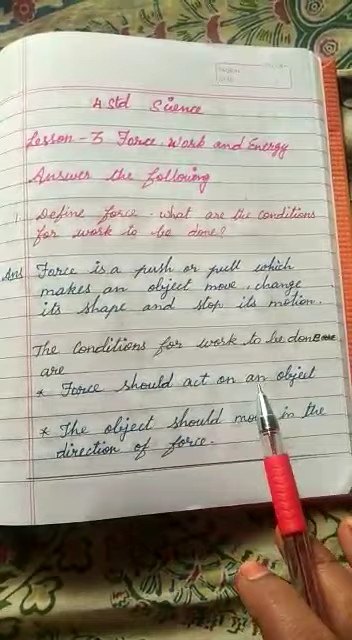 4 Std Science
Lesson - 3 Force, Work and Energy
Answer the following
1. Define force. what are the conditions
for work to be done?
Ans Force is a push or pull which
makes an object move, change
its shape and stop its motion.
The conditions for work to be done
are
* Force should act on an object
* The object should in the
direction of force.